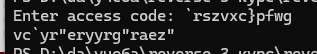 Enter access code: `rszvxc}pfwg
vc`yr"eryyrg"raez"